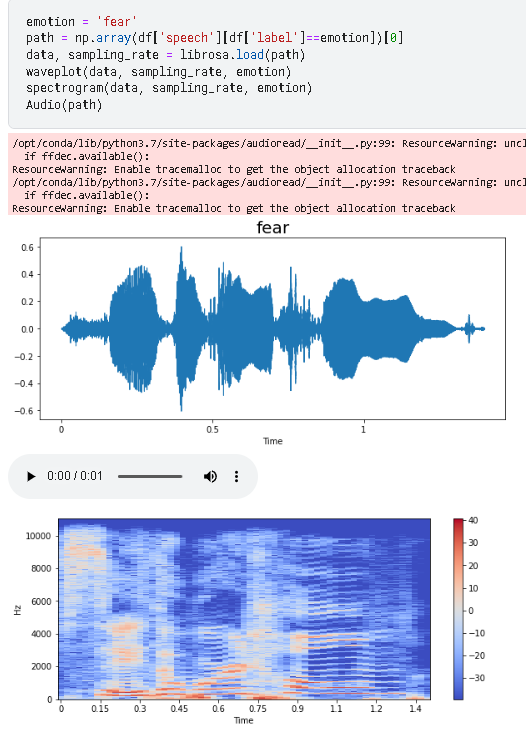 emotion = 'fear'
path = np.array(df['speech'][df['label']==emotion])[0]
data, sampling_rate = librosa.load(path)
waveplot(data, sampling_rate, emotion)
spectrogram(data, sampling_rate, emotion)
Audio(path)
/opt/conda/lib/python3.7/site-packages/audioread/__init__.py:99: ResourceWarning: uncl
if ffdec.available():
ResourceWarning: Enable tracemalloc to get the object allocation traceback
/opt/conda/lib/python3.7/site-packages/audioread/__init__.py:99: ResourceWarning: uncl
if ffdec.available():
ResourceWarning: Enable tracemalloc to get the object allocation traceback
fear
0.6
0.4
0.2
0.0
−0.2
−0.4
−0.6
0 0.5 1
Time
0:00 / 0:01
10000
8000
6000
4000
2000
0
Hz
0 0.15 0.3 0.45 0.6 0.75 0.9 1.1 1.2 1.4
Time
40
30
20
10
0
−10
−20
−30